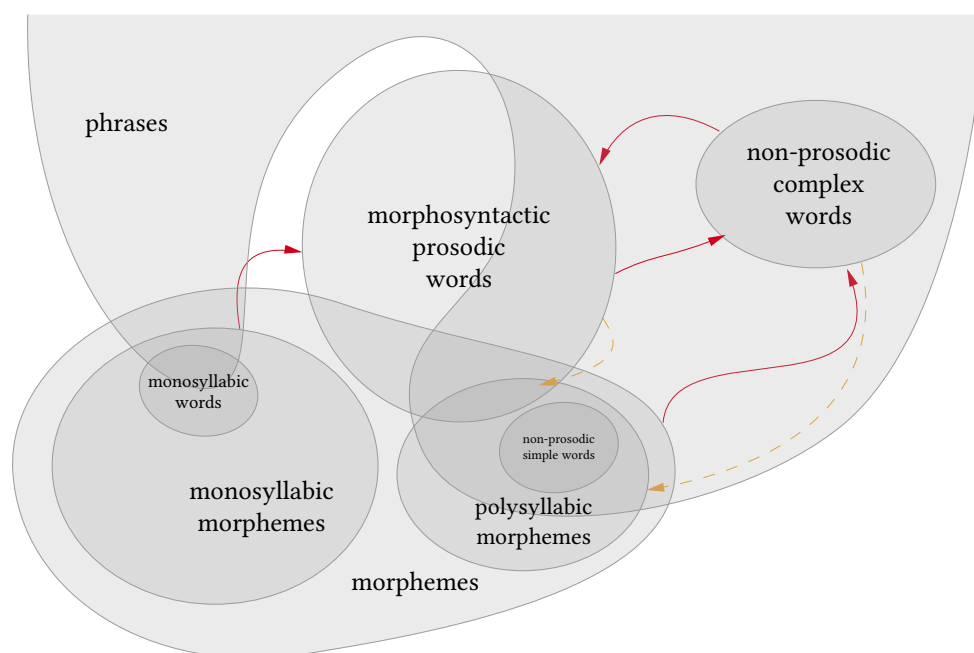 phrases
non-prosodic
complex
words
morphosyntactic
prosodic
words
monosyllabic
words
non-prosodic
simple words
monosyllabic
morphemes
polysyllabic
morphemes
morphemes